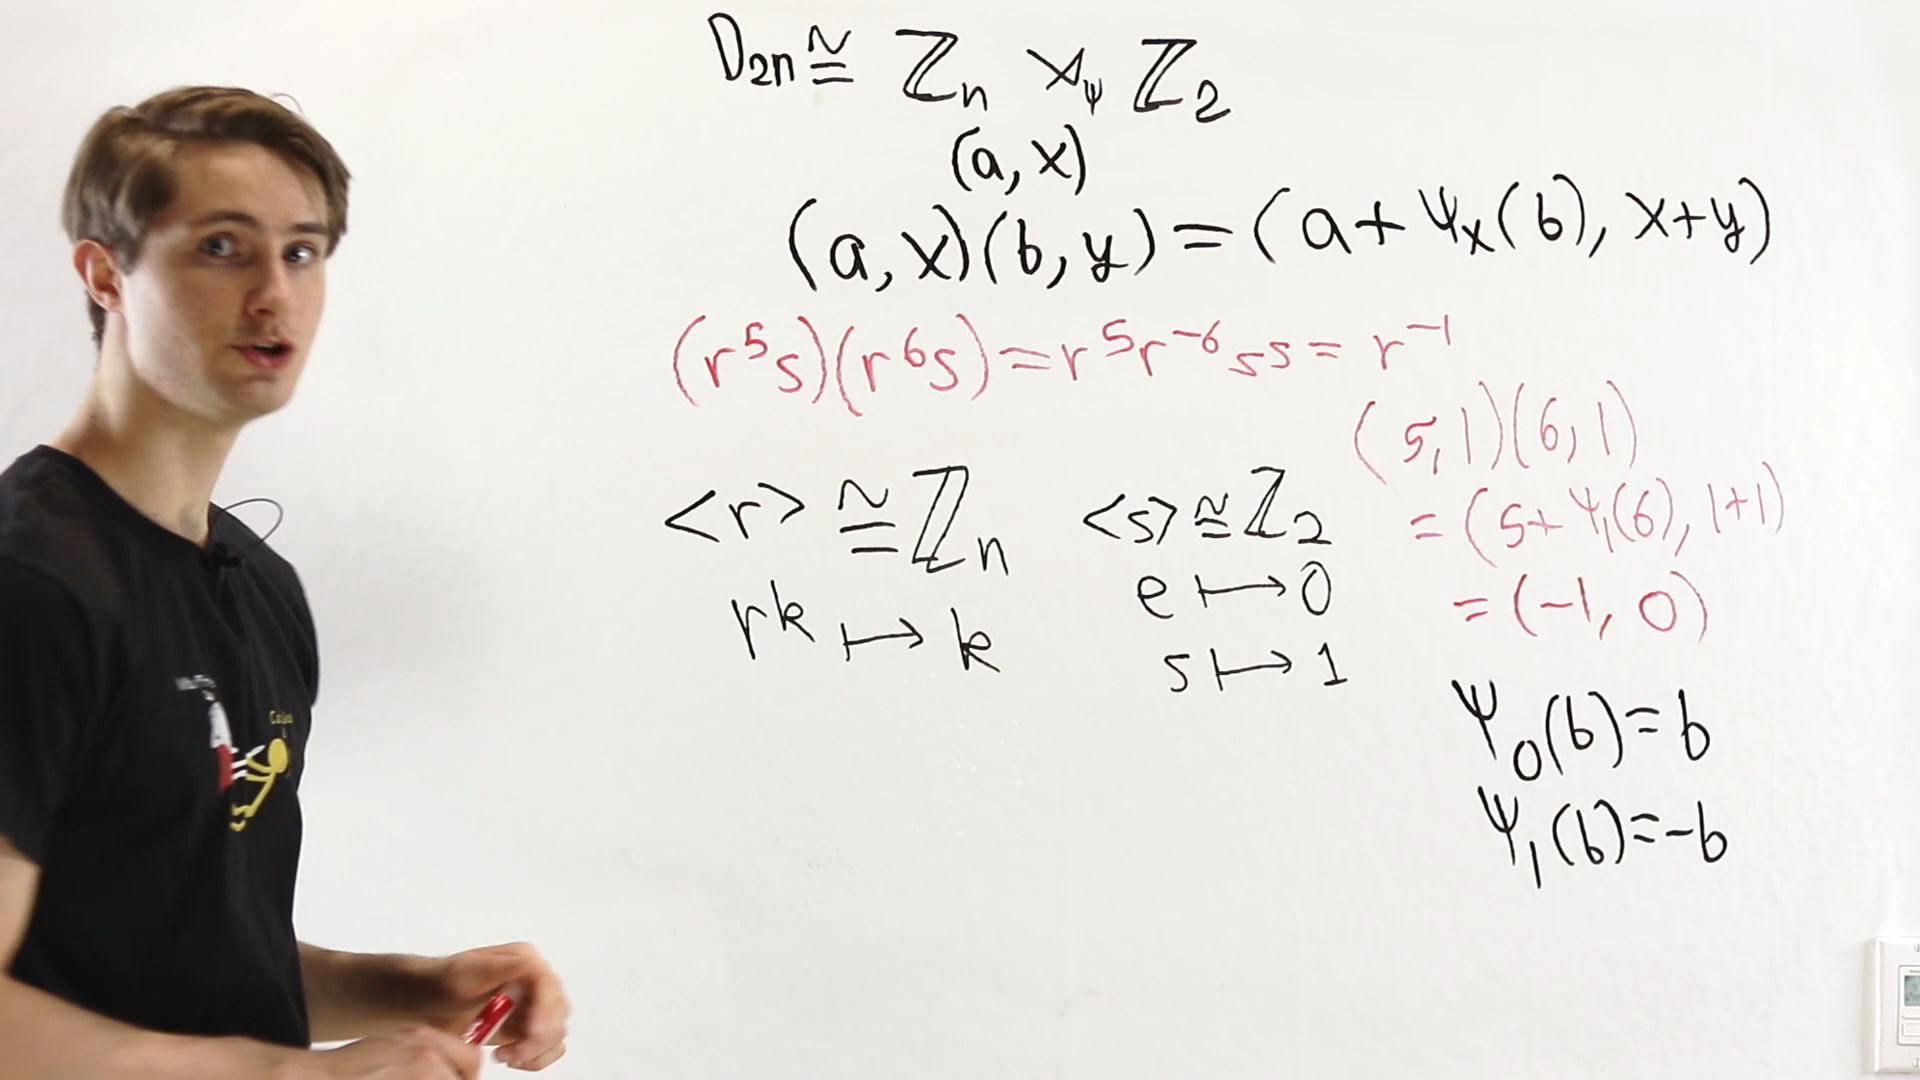 D₂ₙ ≅ ℤₙ ⋊_ψ ℤ₂
(a, x)
(a, x)(b, y) = (a + ψₓ(b), x+y)
(r⁵s)(r⁶s) = r⁵r⁻⁶ss = r⁻¹
(5,1)(6,1)
= (5+ψ₁(6), 1+1)
= (-1, 0)
<r> ≅ ℤₙ
rᵏ ↦ k
<s> ≅ ℤ₂
e ↦ 0
s ↦ 1
ψ₀(b) = b
ψ₁(b) = -b